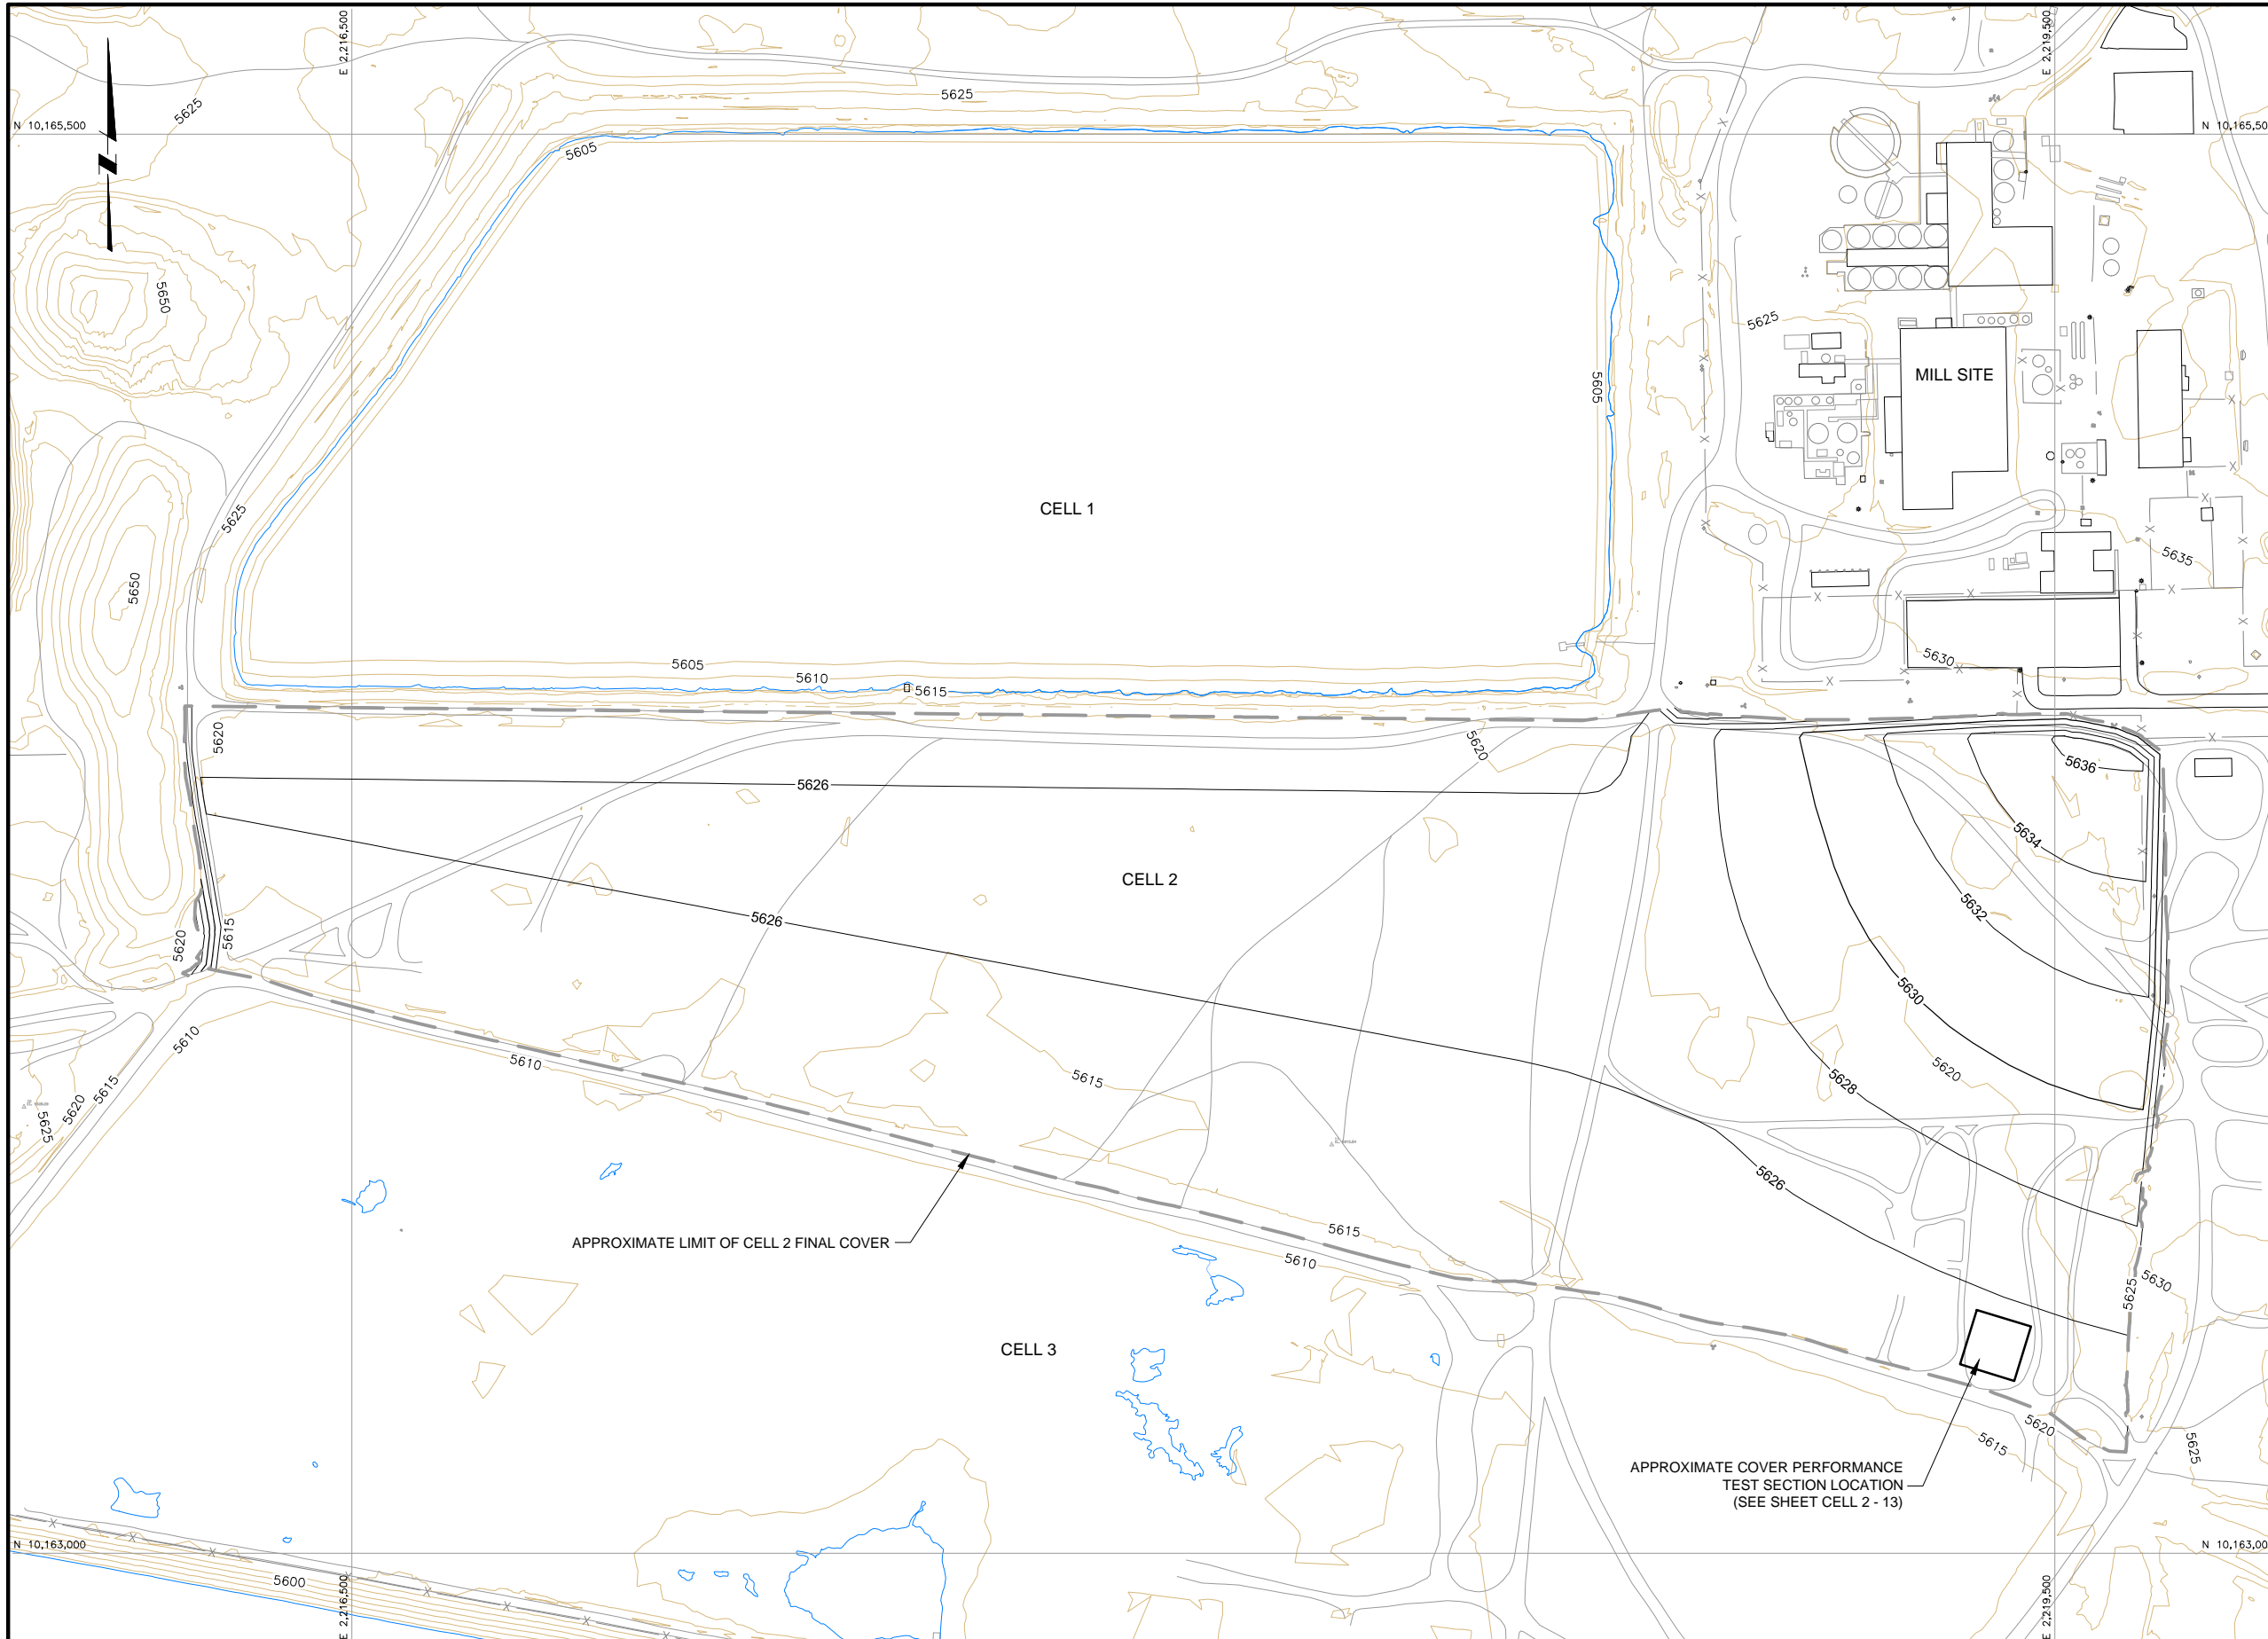 E 2,216,500
E 2,219,500
5625
5625
N 10,165,500
N 10,165,50
5605
5650
5625
MILL SITE
5605
CELL 1
5625
5635
5650
5630
5605
5610
5615
5620
5620
5636
5626
5634
CELL 2
5632
5626
5620
5615
5630
5610
5610
5615
5620
5628
5615
5620
5625
5626
5615
APPROXIMATE LIMIT OF CELL 2 FINAL COVER
5610
5630
5625
CELL 3
5620
5615
5625
APPROXIMATE COVER PERFORMANCE
TEST SECTION LOCATION
(SEE SHEET CELL 2 - 13)
N 10,163,000
N 10,163,00
5600
E 2,216,500
E 2,219,500
N